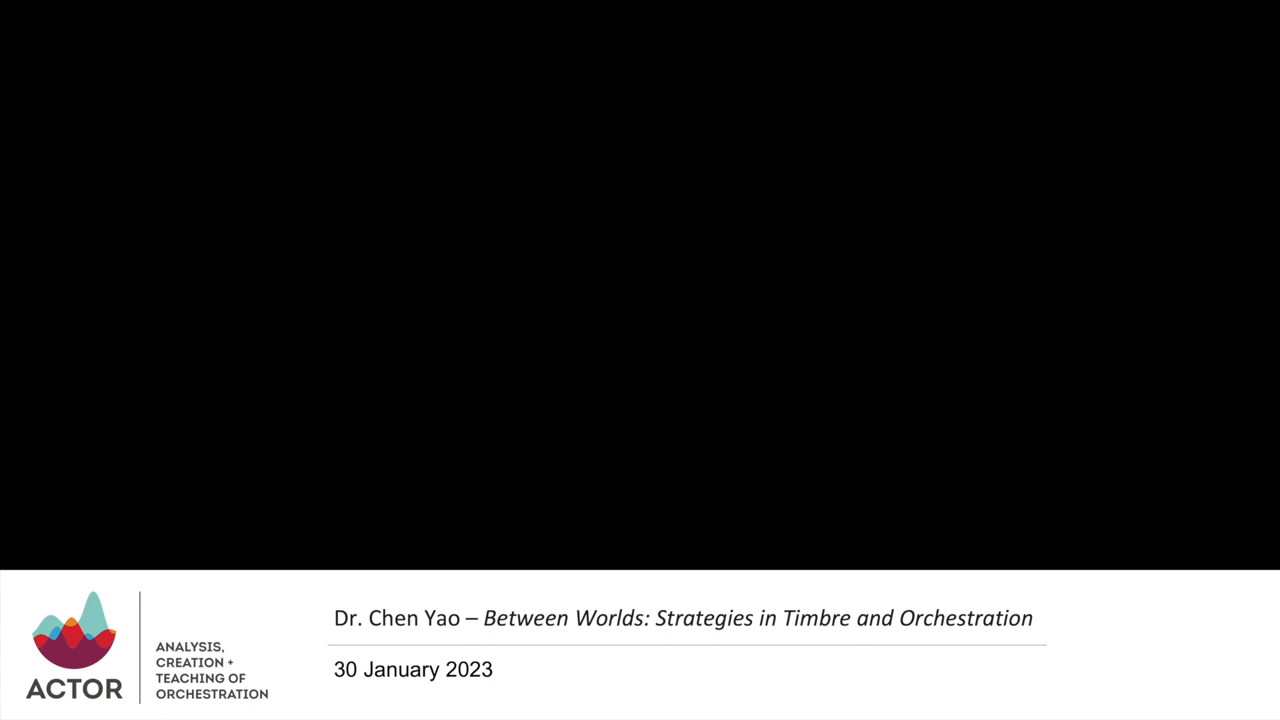 Dr. Chen Yao – Between Worlds: Strategies in Timbre and Orchestration
30 January 2023
ACTOR
ANALYSIS,
CREATION +
TEACHING OF
ORCHESTRATION